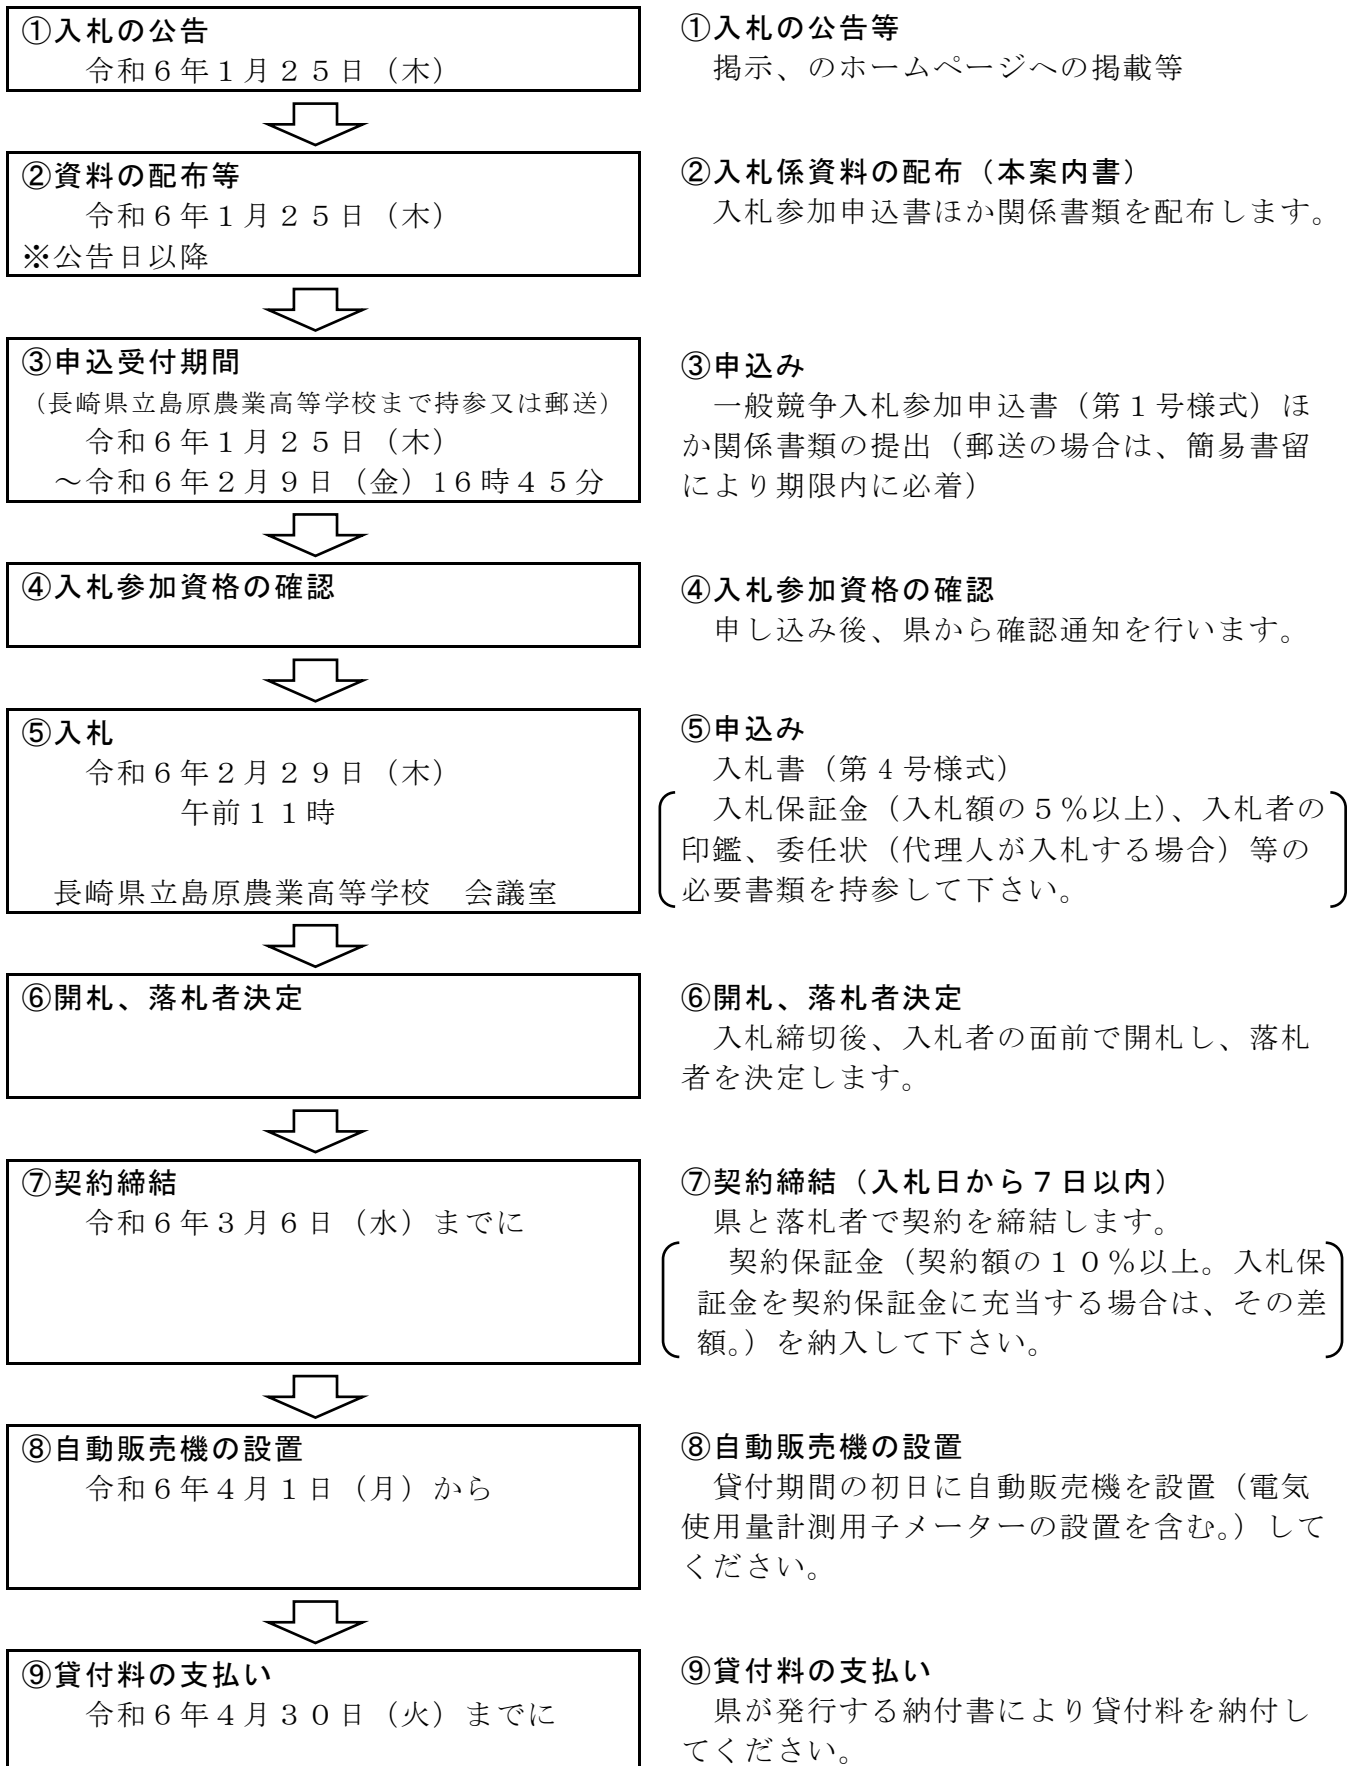 ①入札の公告
令和６年１月２５日（木）
①入札の公告等
掲示、のホームページへの掲載等
②資料の配布等
令和６年１月２５日（木）
※公告日以降
②入札係資料の配布（本案内書）
入札参加申込書ほか関係書類を配布します。
③申込受付期間
（長崎県立島原農業高等学校まで持参又は郵送）
令和６年１月２５日（木）
～令和６年２月９日（金）16時４５分
③申込み
一般競争入札参加申込書（第１号様式）ほ
か関係書類の提出（郵送の場合は、簡易書留
により期限内に必着）
④入札参加資格の確認
④入札参加資格の確認
申し込み後、県から確認通知を行います。
⑤入札
令和６年２月２９日（木）
午前１１時
長崎県立島原農業高等学校　会議室
⑤申込み
入札書（第４号様式）
入札保証金（入札額の５％以上）、入札者の
印鑑、委任状（代理人が入札する場合）等の
必要書類を持参して下さい。
⑥開札、落札者決定
⑥開札、落札者決定
入札締切後、入札者の面前で開札し、落札
者を決定します。
⑦契約締結
令和６年３月６日（水）までに
⑦契約締結（入札日から７日以内）
県と落札者で契約を締結します。
契約保証金（契約額の１０％以上。入札保
証金を契約保証金に充当する場合は、その差
額。）を納入して下さい。
⑧自動販売機の設置
令和６年４月１日（月）から
⑧自動販売機の設置
貸付期間の初日に自動販売機を設置（電気
使用量計測用子メーターの設置を含む。）して
ください。
⑨貸付料の支払い
令和６年４月３０日（火）までに
⑨貸付料の支払い
県が発行する納付書により貸付料を納付し
てください。